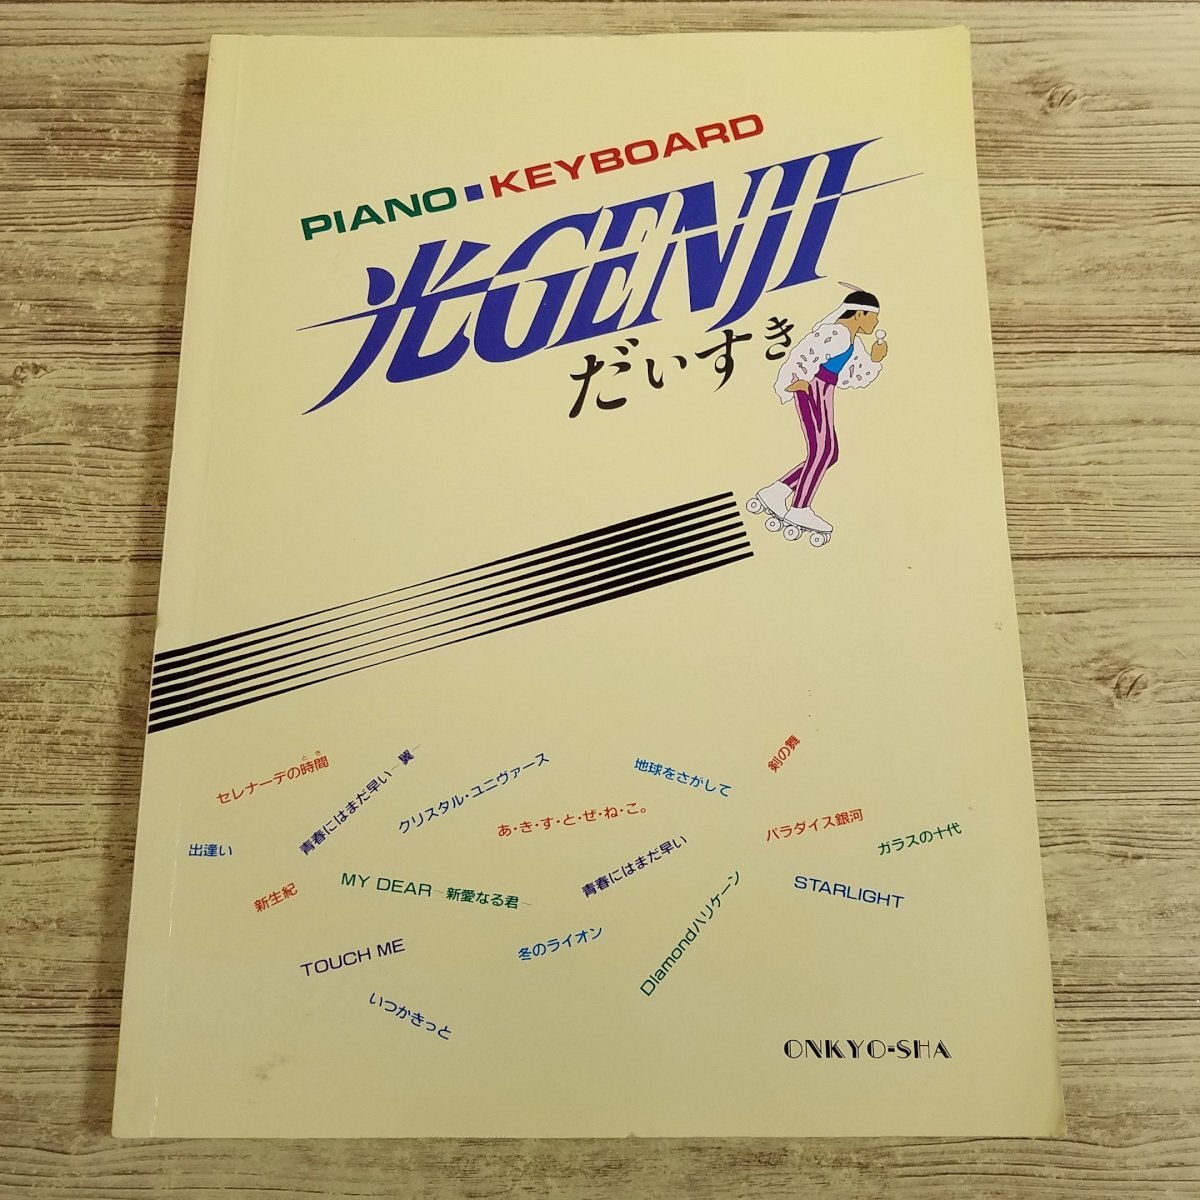 PIANO■KEYBOARD
光GENJI
だいすき
セレナーデの時間
とき
青春にはまだ早い－翼－
クリスタル・ユニヴァース
地球をさがして
剣の舞
出逢い
あ・き・す・と・ぜ・ね・こ。
パラダイス銀河
ガラスの十代
新生紀
MY DEAR～新愛なる君～
青春にはまだ早い
STARLIGHT
TOUCH ME
冬のライオン
Diamondハリケーン
いつかきっと
ONKYO-SHA